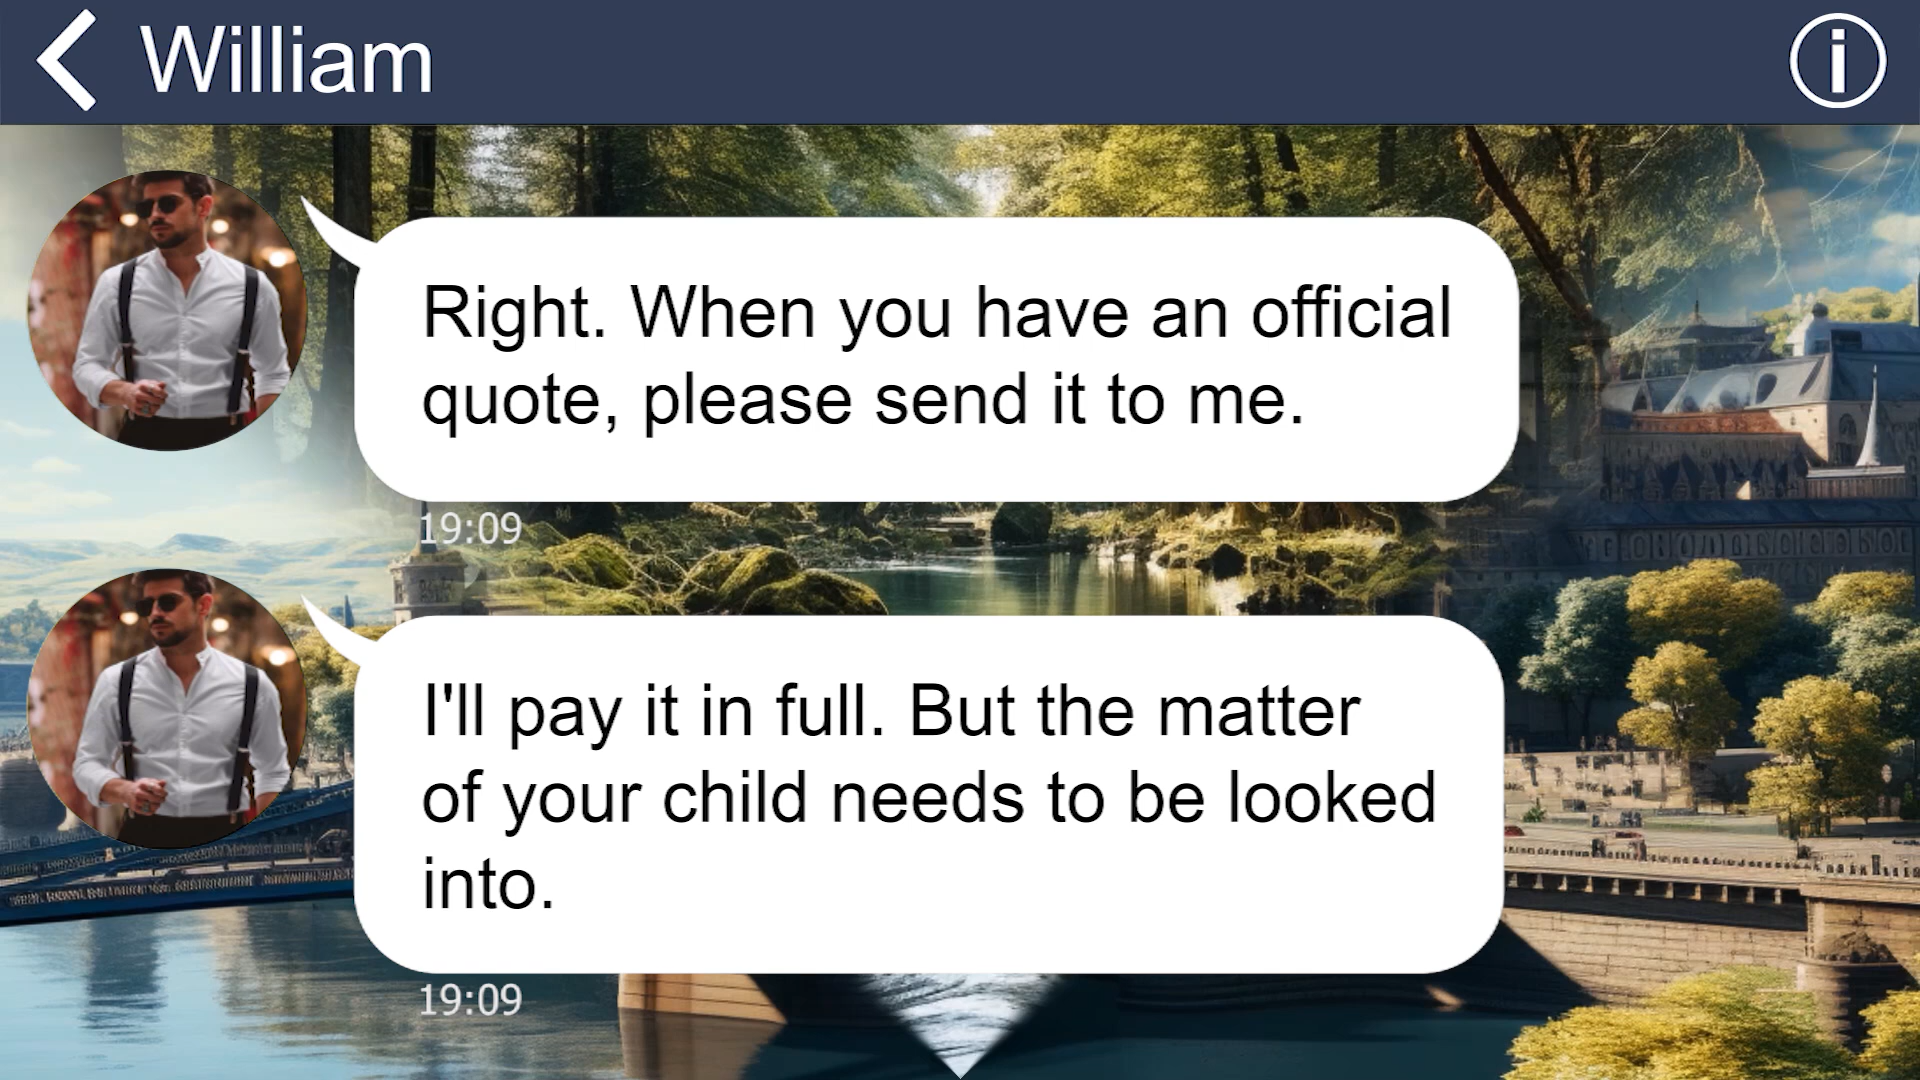 William
Right. When you have an official
quote, please send it to me.
19:09
I'll pay it in full. But the matter
of your child needs to be looked
into.
19:09